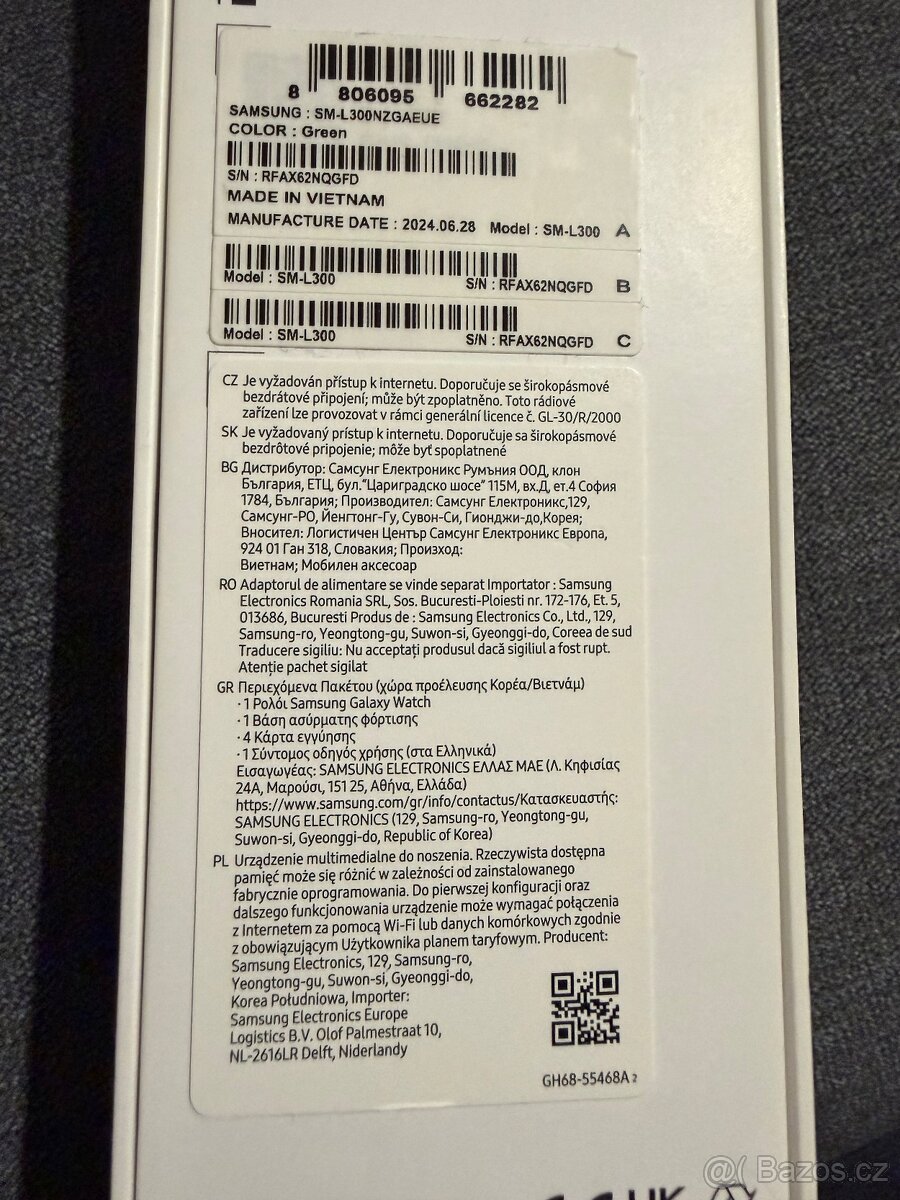 8 806095 662282
SAMSUNG : SM-L300NZGAEUE
COLOR : Green
S/N : RFAX62NQGFD
MADE IN VIETNAM
MANUFACTURE DATE : 2024.06.28 Model : SM-L300 A
Model : SM-L300 S/N : RFAX62NQGFD B
Model : SM-L300 S/N : RFAX62NQGFD C
CZ Je vyžadován přístup k internetu. Doporučuje se širokopásmové
bezdrátové připojení; může být zpoplatněno. Toto rádiové
zařízení lze provozovat v rámci generální licence č. GL-30/R/2000
SK Je vyžadovaný prístup k internetu. Doporučuje sa širokopásmové
bezdrôtové pripojenie; môže byť spoplatnené
BG Дистрибутор: Самсунг Електроникс Румъния ООД, клон
България, ЕТЦ, бул."Цариградско шосе" 115М, вх.Д, ет.4 София
1784, България; Производител: Самсунг Електроникс,129,
Самсунг-РО, Йенгтонг-Гу, Сувон-Си, Гионджи-до,Корея;
Вносител: Логистичен Център Самсунг Електроникс Европа,
924 01 Ган 318, Словакия; Произход:
Виетнам; Мобилен аксесоар
RO Adaptorul de alimentare se vinde separat Importator : Samsung
Electronics Romania SRL, Sos. Bucuresti-Ploiesti nr. 172-176, Et. 5,
013686, Bucuresti Produs de : Samsung Electronics Co., Ltd., 129,
Samsung-ro, Yeongtong-gu, Suwon-si, Gyeonggi-do, Coreea de sud
Traducere sigiliu: Nu acceptați produsul dacă sigiliul a fost rupt.
Atenție pachet sigilat
GR Περιεχόμενα Πακέτου (χώρα προέλευσης Κορέα/Βιετνάμ)
· 1 Ρολόι Samsung Galaxy Watch
· 1 Βάση ασύρματης φόρτισης
· 4 Κάρτα εγγύησης
· 1 Σύντομος οδηγός χρήσης (στα Ελληνικά)
Εισαγωγέας: SAMSUNG ELECTRONICS ΕΛΛΑΣ ΜΑΕ (Λ. Κηφισίας
24Α, Μαρούσι, 151 25, Αθήνα, Ελλάδα)
https://www.samsung.com/gr/info/contactus/Κατασκευαστής:
SAMSUNG ELECTRONICS (129, Samsung-ro, Yeongtong-gu,
Suwon-si, Gyeonggi-do, Republic of Korea)
PL Urządzenie multimedialne do noszenia. Rzeczywista dostępna
pamięć może się różnić w zależności od zainstalowanego
fabrycznie oprogramowania. Do pierwszej konfiguracji oraz
dalszego funkcjonowania urządzenie może wymagać połączenia
z Internetem za pomocą Wi-Fi lub danych komórkowych zgodnie
z obowiązującym Użytkownika planem taryfowym. Producent:
Samsung Electronics, 129, Samsung-ro,
Yeongtong-gu, Suwon-si, Gyeonggi-do,
Korea Południowa, Importer:
Samsung Electronics Europe
Logistics B.V. Olof Palmestraat 10,
NL-2616LR Delft, Niderlandy
GH68-55468A 2
@( Bazos.cz